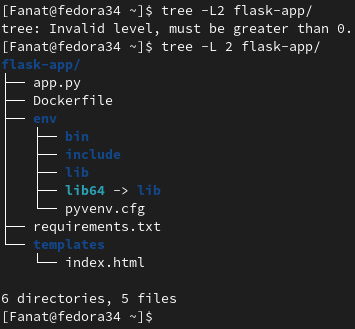 [Fanat@fedora34 ~]$ tree -L2 flask-app/
tree: Invalid level, must be greater than 0.
[Fanat@fedora34 ~]$ tree -L 2 flask-app/
flask-app/
├── app.py
├── Dockerfile
├── env
│   ├── bin
│   ├── include
│   ├── lib
│   ├── lib64 -> lib
│   └── pyvenv.cfg
├── requirements.txt
└── templates
    └── index.html

6 directories, 5 files
[Fanat@fedora34 ~]$